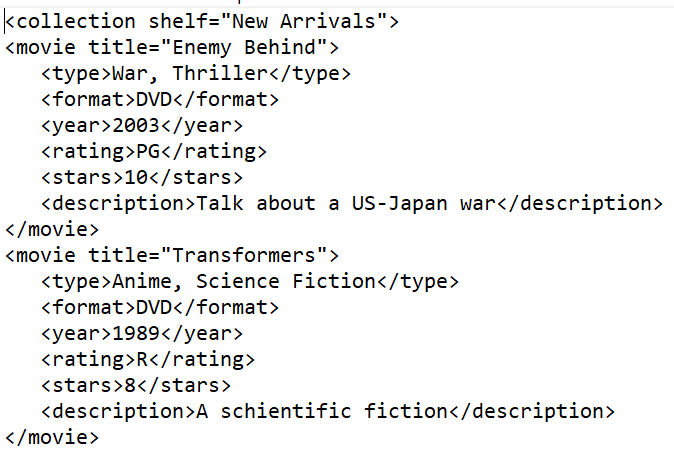 <collection shelf="New Arrivals">
<movie title="Enemy Behind">
   <type>War, Thriller</type>
   <format>DVD</format>
   <year>2003</year>
   <rating>PG</rating>
   <stars>10</stars>
   <description>Talk about a US-Japan war</description>
</movie>
<movie title="Transformers">
   <type>Anime, Science Fiction</type>
   <format>DVD</format>
   <year>1989</year>
   <rating>R</rating>
   <stars>8</stars>
   <description>A schientific fiction</description>
</movie>